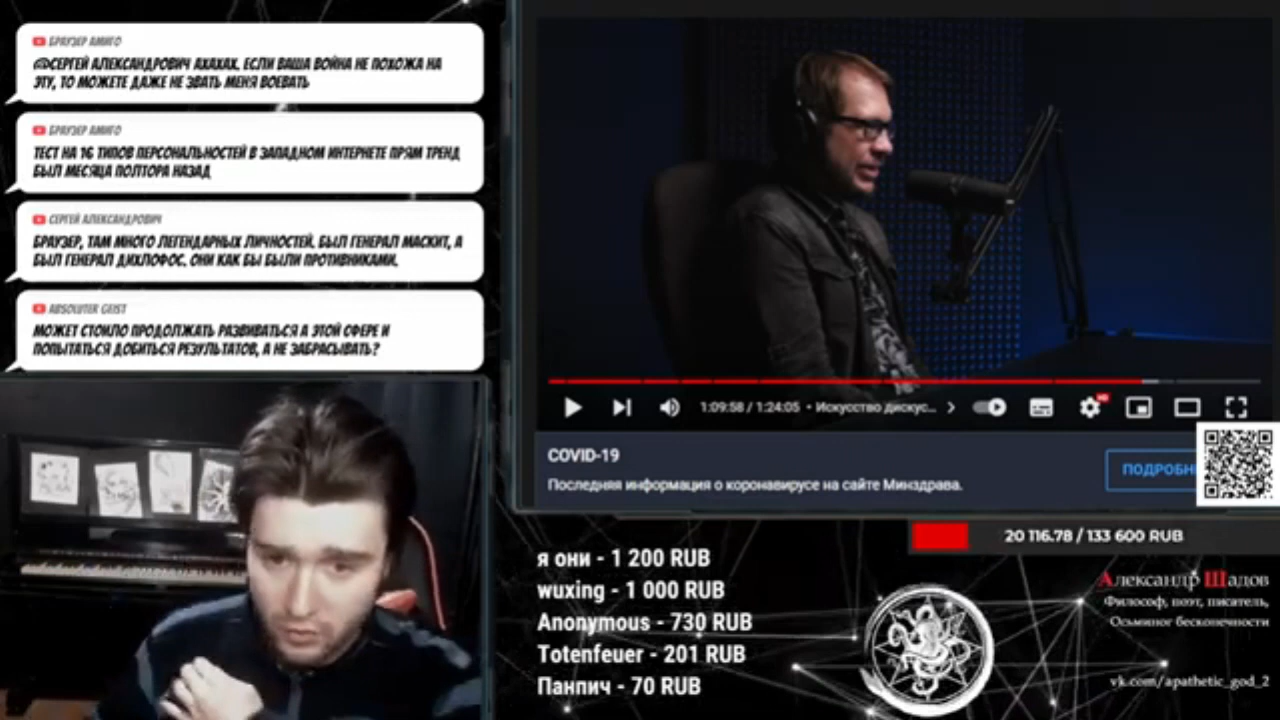 БРАУЗЕР АМИГО
@СЕРГЕЙ АЛЕКСАНДРОВИЧ АХАХАХ. ЕСЛИ ВАША ВОЙНА НЕ ПОХОЖА НА
ЭТУ, ТО МОЖЕТЕ ДАЖЕ НЕ ЗВАТЬ МЕНЯ ВОЕВАТЬ
БРАУЗЕР АМИГО
ТЕСТ НА 16 ТИПОВ ПЕРСОНАЛЬНОСТЕЙ В ЗАПАДНОМ ИНТЕРНЕТЕ ПРЯМ ТРЕНД
БЫЛ МЕСЯЦА ПОЛТОРА НАЗАД
СЕРГЕЙ АЛЕКСАНДРОВИЧ
БРАУЗЕР, ТАМ МНОГО ЛЕГЕНДАРНЫХ ЛИЧНОСТЕЙ. БЫЛ ГЕНЕРАЛ МАСКИТ, А
БЫЛ ГЕНЕРАЛ ДИХЛОФОС. ОНИ КАК БЫ БЫЛИ ПРОТИВНИКАМИ.
ABSOLUTER GEIST
МОЖЕТ СТОИЛО ПРОДОЛЖАТЬ РАЗВИВАТЬСЯ А ЭТОЙ СФЕРЕ И
ПОПЫТАТЬСЯ ДОБИТЬСЯ РЕЗУЛЬТАТОВ, А НЕ ЗАБРАСЫВАТЬ?
1:09:58 / 1:24:05 • Искусство дискус...
HD
COVID-19
Последняя информация о коронавирусе на сайте Минздрава.
ПОДРОБН
20 116.78 / 133 600 RUB
я они - 1 200 RUB
wuxing - 1 000 RUB
Anonymous - 730 RUB
Totenfeuer - 201 RUB
Панпич - 70 RUB
Александр Шадов
Философ, поэт, писатель,
Осьминог бесконечности
vk.com/apathetic_god_2